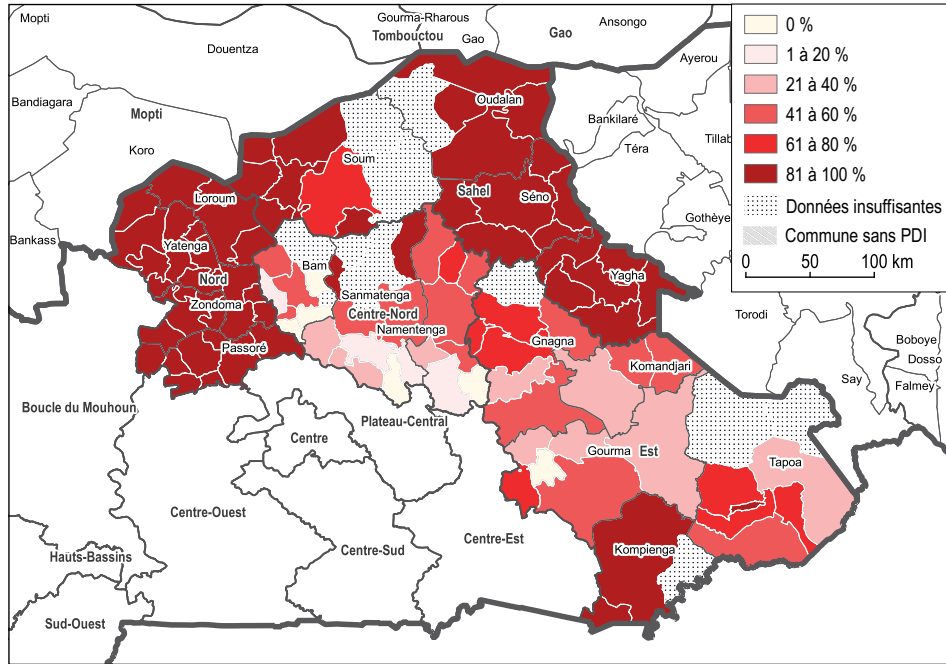 Mopti
Gourma-Rharous
Tombouctou
Gao
Gao
Ansongo
Douentza
Ayerou
Bandiagara
Mopti
Koro
Bankilaré
Tillab
Téra
Oudalan
Soum
Sahel
Séno
Loroum
Gothèye
Bankass
Yatenga
Nord
Bam
Yagha
Zondoma
Sanmatenga
Centre-Nord
Namentenga
Passoré
Gnagna
Komandjari
Torodi
Boboye
Dosso
Say
Falmey
Boucle du Mouhoun
Plateau-Central
Centre
Gourma
Est
Tapoa
Centre-Ouest
Centre-Sud
Centre-Est
Kompienga
Hauts-Bassins
Sud-Ouest
0 %
1 à 20 %
21 à 40 %
41 à 60 %
61 à 80 %
81 à 100 %
Données insuffisantes
Commune sans PDI
0 50 100 km